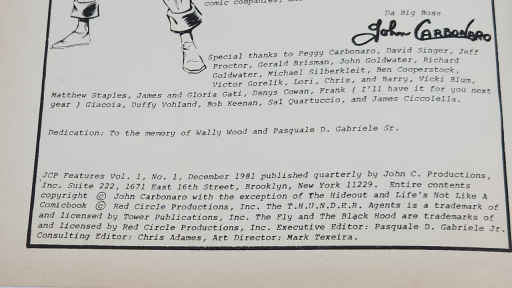 comic companies,
Da Big Boss
John Carbonaro
Special thanks to Peggy Carbonaro, David Singer, Jeff
Proctor, Gerald Brisman, John Goldwater, Richard
Goldwater, Michael Silberkleit, Ben Cooperstock,
Victor Gorelik, Lori, Chris, and Barry, Vicki Blum,
Matthew Staples, James and Gloria Gati, Danys Cowan, Frank ( I'll have it for you next
year ) Giacoia, Duffy Vohland, Rob Keenan, Sal Quartuccio, and James Ciccolella.
Dedication: To the memory of Wally Wood and Pasquale D. Gabriele Sr.
JCP Features Vol. 1, No. 1, December 1981 published quarterly by John C. Productions,
Inc. Suite 222, 1671 East 16th Street, Brooklyn, New York 11229. Entire contents
copyright © John Carbonaro with the exception of The Hideout and Life's Not Like A
Comicbook © Red Circle Productions, Inc. The T.H.U.N.D.E.R. Agents is a trademark of
and licensed by Tower Publications, Inc. The Fly and The Black Hood are trademarks of
and licensed by Red Circle Productions, Inc. Executive Editor: Pasquale D. Gabriele Jr.
Consulting Editor: Chris Adames, Art Director: Mark Texeira.